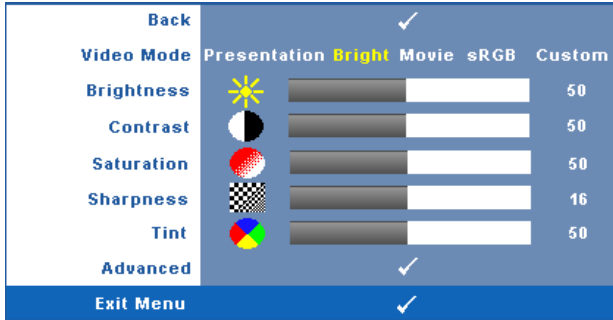 Back
Video Mode Presentation Bright Movie sRGB Custom
Brightness 50
Contrast 50
Saturation 50
Sharpness 16
Tint 50
Advanced
Exit Menu